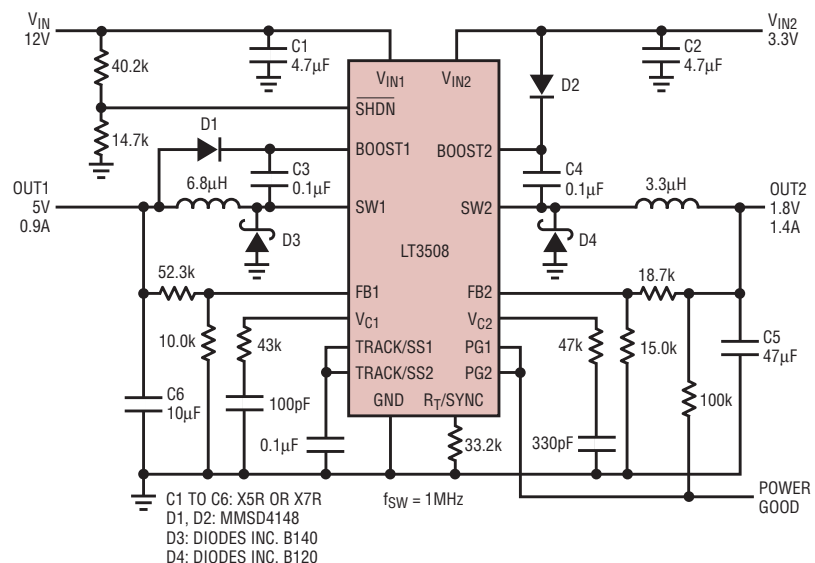 VIN
12V
VIN2
3.3V
C1
4.7µF
C2
4.7µF
40.2k
VIN1
VIN2
D2
SHDN
14.7k
D1
BOOST1
BOOST2
C3
0.1µF
C4
0.1µF
6.8µH
3.3µH
OUT1
5V
0.9A
SW1
SW2
OUT2
1.8V
1.4A
D3
D4
LT3508
52.3k
18.7k
FB1
FB2
VC1
VC2
10.0k
43k
TRACK/SS1
PG1
47k
15.0k
C5
47µF
TRACK/SS2
PG2
C6
10µF
100pF
GND
RT/SYNC
100k
0.1µF
33.2k
330pF
POWER
GOOD
C1 TO C6: X5R OR X7R
fSW = 1MHz
D1, D2: MMSD4148
D3: DIODES INC. B140
D4: DIODES INC. B120